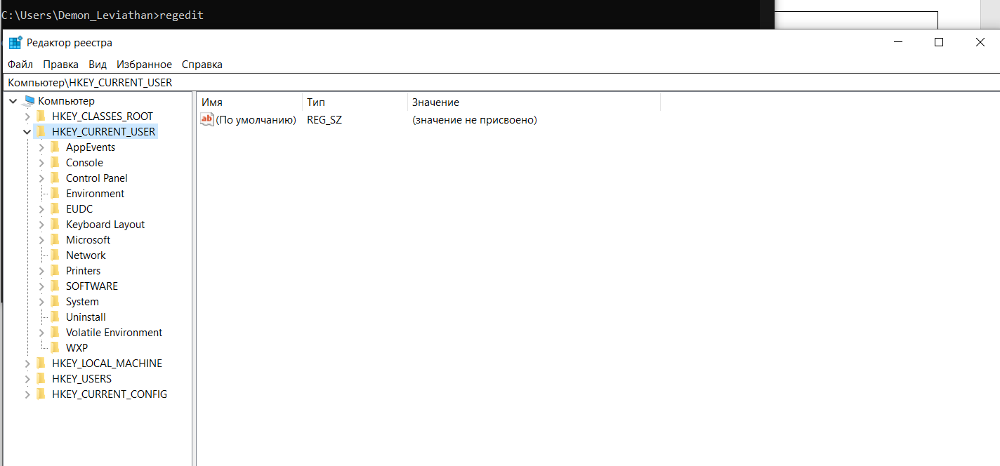 C:\Users\Demon_Leviathan>regedit
Редактор реестра
Файл Правка Вид Избранное Справка
Компьютер\HKEY_CURRENT_USER
Компьютер
HKEY_CLASSES_ROOT
HKEY_CURRENT_USER
AppEvents
Console
Control Panel
Environment
EUDC
Keyboard Layout
Microsoft
Network
Printers
SOFTWARE
System
Uninstall
Volatile Environment
WXP
HKEY_LOCAL_MACHINE
HKEY_USERS
HKEY_CURRENT_CONFIG
Имя Тип Значение
ab (По умолчанию) REG_SZ (значение не присвоено)